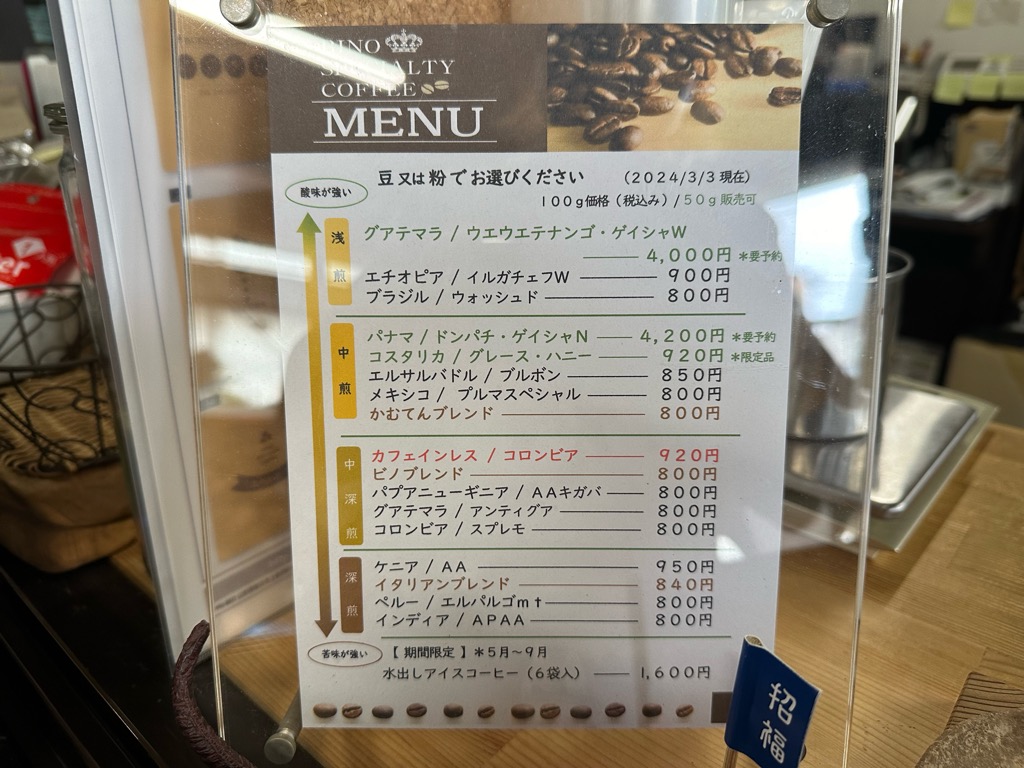 COFFEE
MENU
豆又は粉でお選びください (2024/3/3 現在)
酸味が強い
100g価格(税込み)/50g販売可
浅煎
グアテマラ / ウエウエテナンゴ・ゲイシャW
4,000円 *要予約
エチオピア / イルガチェフW 900円
ブラジル / ウォッシュド 800円
中煎
パナマ / ドンパチ・ゲイシャN 4,200円 *要予約
コスタリカ / グレース・ハニー 920円 *限定品
エルサルバドル / ブルボン 850円
メキシコ / プルマスペシャル 800円
かむてんブレンド 800円
中深煎
カフェインレス / コロンビア 920円
ピノブレンド 800円
パプアニューギニア / AAキガバ 800円
グアテマラ / アンティグア 800円
コロンビア / スプレモ 800円
深煎
ケニア / AA 950円
イタリアンブレンド 840円
ペルー / エルパルゴmt 800円
インディア / APAA 800円
苦味が強い
【 期間限定 】*5月~9月
水出しアイスコーヒー(6袋入) 1,600円
招福